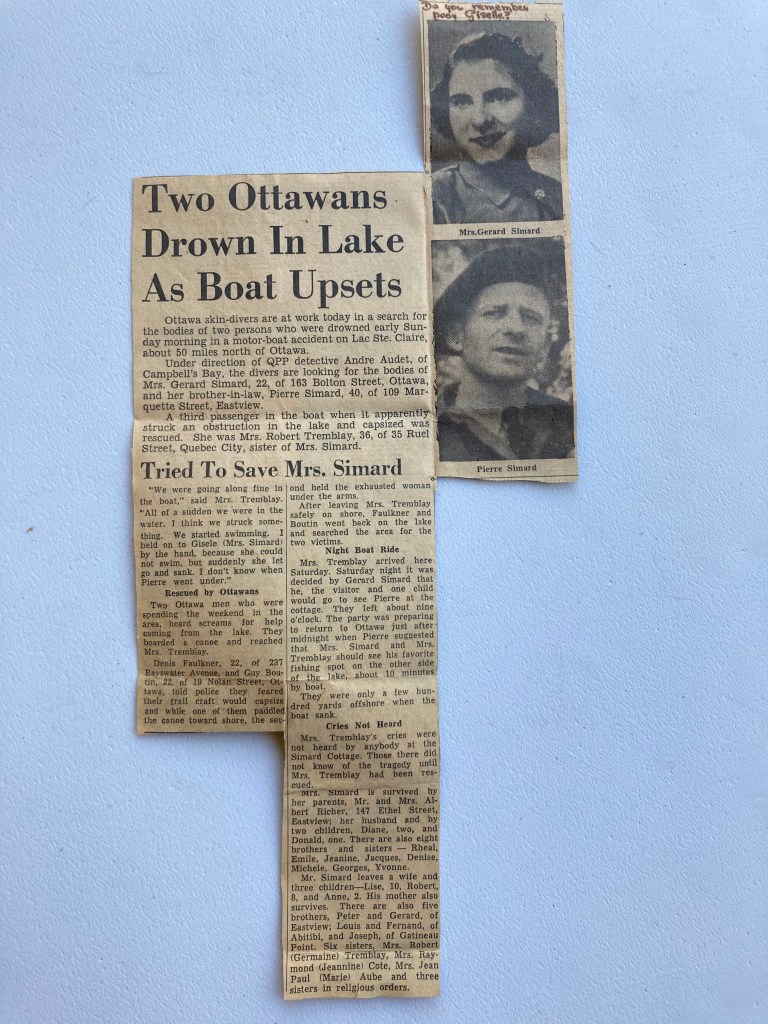 Do you remember
poor Giselle?
Mrs. Gerard Simard
Pierre Simard
Two Ottawans
Drown In Lake
As Boat Upsets
Ottawa skin-divers are at work today in a search for
the bodies of two persons who were drowned early Sun-
day morning in a motor-boat accident on Lac Ste. Claire,
about 50 miles north of Ottawa.
Under direction of QPP detective Andre Audet, of
Campbell's Bay, the divers are looking for the bodies of
Mrs. Gerard Simard, 22, of 163 Bolton Street, Ottawa,
and her brother-in-law, Pierre Simard, 40, of 109 Mar-
quette Street, Eastview.
A third passenger in the boat when it apparently
struck an obstruction in the lake and capsized was
rescued. She was Mrs. Robert Tremblay, 36, of 35 Ruel
Street, Quebec City, sister of Mrs. Simard.
Tried To Save Mrs. Simard
"We were going along fine in
the boat," said Mrs. Tremblay.
"All of a sudden we were in the
water. I think we struck some-
thing. We started swimming. I
held on to Gisele (Mrs. Simard)
by the hand, because she could
not swim, but suddenly she let
go and sank. I don't know when
Pierre went under."
Rescued by Ottawans
Two Ottawa men who were
spending the weekend in the
area, heard screams for help
coming from the lake. They
boarded a canoe and reached
Mrs. Tremblay.
Denis Faulkner, 22, of 237
Bayswater Avenue, and Guy Bou-
tin, 22, of 19 Nolan Street, Ot-
tawa, told police they feared
their frail craft would capsize
and while one of them paddled
the canoe toward shore, the sec-
ond held the exhausted woman
under the arms.
After leaving Mrs. Tremblay
safely on shore, Faulkner and
Boutin went back on the lake
and searched the area for the
two victims.
Night Boat Ride
Mrs. Tremblay arrived here
Saturday. Saturday night it was
decided by Gerard Simard that
he, the visitor and one child
would go to see Pierre at the
cottage. They left about nine
o'clock. The party was preparing
to return to Ottawa just after
midnight when Pierre suggested
that Mrs. Simard and Mrs.
Tremblay should see his favorite
fishing spot on the other side
of the lake, about 10 minutes
by boat.
They were only a few hun-
dred yards offshore when the
boat sank.
Cries Not Heard
Mrs. Tremblay's cries were
not heard by anybody at the
Simard Cottage. Those there did
not know of the tragedy until
Mrs. Tremblay had been res-
cued.
Mrs. Simard is survived by
her parents, Mr. and Mrs. Al-
bert Richer, 147 Ethel Street,
Eastview; her husband and by
two children, Diane, two, and
Donald, one. There are also eight
brothers and sisters — Rheal,
Emile, Jeanine, Jacques, Denise,
Michele, Georges, Yvonne.
Mr. Simard leaves a wife and
three children—Lise, 10, Robert,
8, and Anne, 2. His mother also
survives. There are also five
brothers, Peter and Gerard, of
Eastview; Louis and Fernand, of
Abitibi, and Joseph, of Gatineau
Point. Six sisters, Mrs. Robert
(Germaine) Tremblay, Mrs. Ray-
mond (Jeannine) Cote, Mrs. Jean
Paul (Marie) Aube and three
sisters in religious orders.